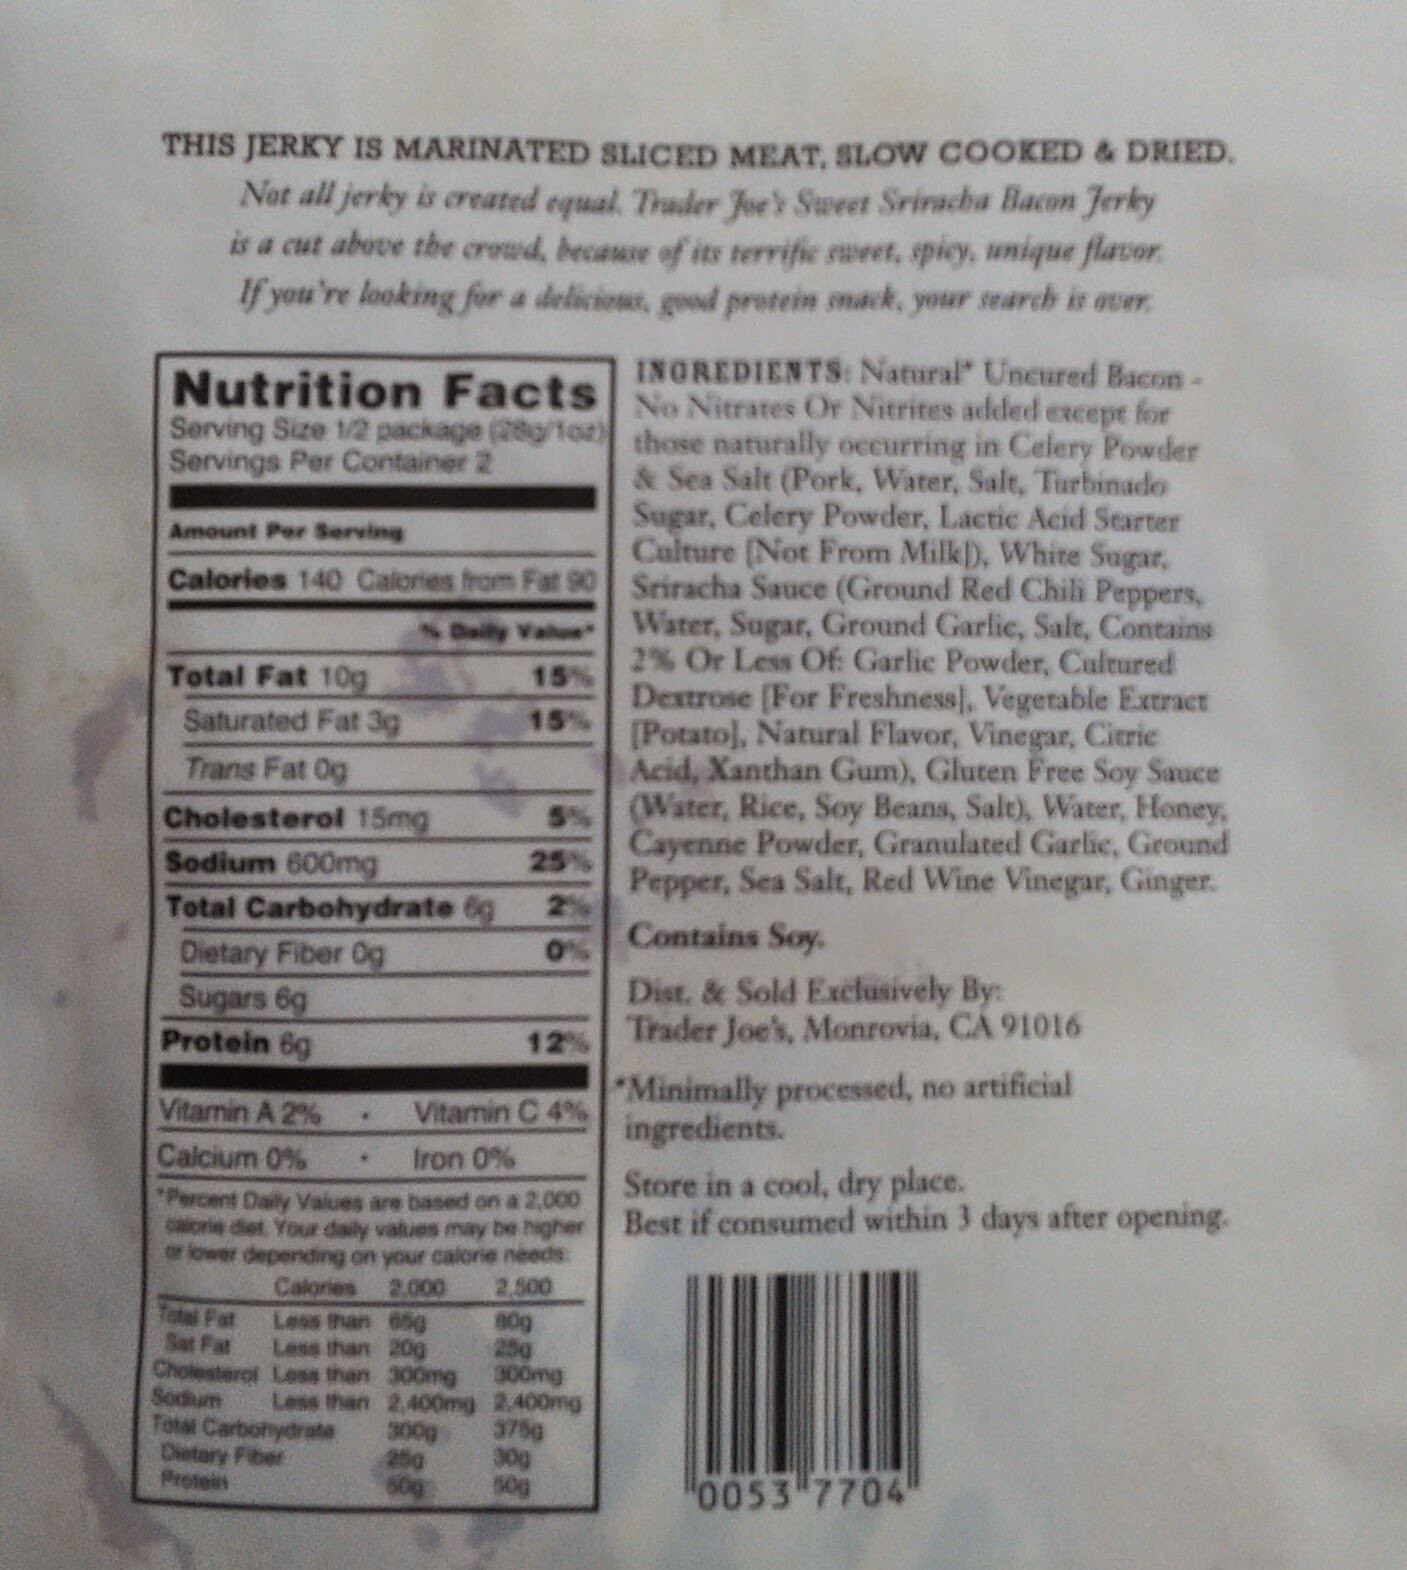 THIS JERKY IS MARINATED SLICED MEAT, SLOW COOKED & DRIED.
Not all jerky is created equal. Trader Joe's Sweet Sriracha Bacon Jerky
is a cut above the crowd, because of its terrific sweet, spicy, unique flavor.
If you're looking for a delicious, good protein snack, your search is over.
Nutrition Facts
Serving Size 1/2 package (28g/1oz)
Servings Per Container 2
Amount Per Serving
Calories 140 Calories from Fat 90
% Daily Value*
Total Fat 10g 15%
Saturated Fat 3g 15%
Trans Fat 0g
Cholesterol 15mg 5%
Sodium 600mg 25%
Total Carbohydrate 6g 2%
Dietary Fiber 0g 0%
Sugars 6g
Protein 6g 12%
Vitamin A 2% • Vitamin C 4%
Calcium 0% • Iron 0%
*Percent Daily Values are based on a 2,000
calorie diet. Your daily values may be higher
or lower depending on your calorie needs:
Calories 2,000 2,500
Total Fat Less than 65g 80g
Sat Fat Less than 20g 25g
Cholesterol Less than 300mg 300mg
Sodium Less than 2,400mg 2,400mg
Total Carbohydrate 300g 375g
Dietary Fiber 25g 30g
Protein 50g 50g
INGREDIENTS: Natural* Uncured Bacon -
No Nitrates Or Nitrites added except for
those naturally occurring in Celery Powder
& Sea Salt (Pork, Water, Salt, Turbinado
Sugar, Celery Powder, Lactic Acid Starter
Culture [Not From Milk]), White Sugar,
Sriracha Sauce (Ground Red Chili Peppers,
Water, Sugar, Ground Garlic, Salt, Contains
2% Or Less Of: Garlic Powder, Cultured
Dextrose [For Freshness], Vegetable Extract
[Potato], Natural Flavor, Vinegar, Citric
Acid, Xanthan Gum), Gluten Free Soy Sauce
(Water, Rice, Soy Beans, Salt), Water, Honey,
Cayenne Powder, Granulated Garlic, Ground
Pepper, Sea Salt, Red Wine Vinegar, Ginger.
Contains Soy.
Dist. & Sold Exclusively By:
Trader Joe's, Monrovia, CA 91016
*Minimally processed, no artificial
ingredients.
Store in a cool, dry place.
Best if consumed within 3 days after opening.
0053 7704